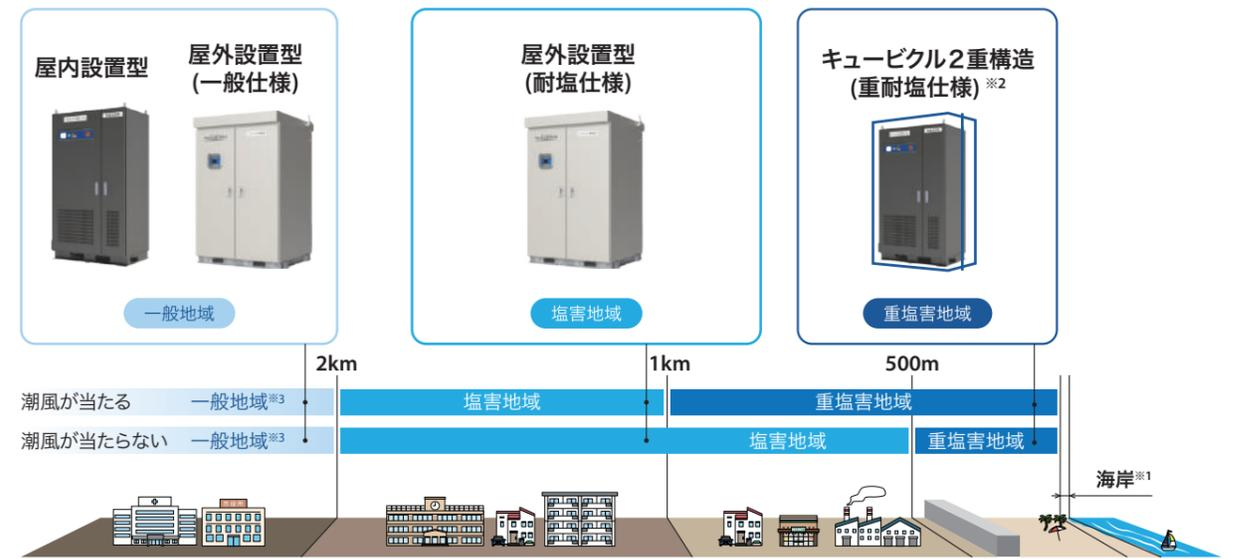 屋内設置型
屋外設置型
(一般仕様)
一般地域
屋外設置型
(耐塩仕様)
塩害地域
キュービクル２重構造
(重耐塩仕様) ※2
重塩害地域
2km
1km
500m
潮風が当たる 一般地域※3 塩害地域 重塩害地域
潮風が当たらない 一般地域※3 塩害地域 重塩害地域
海岸※1